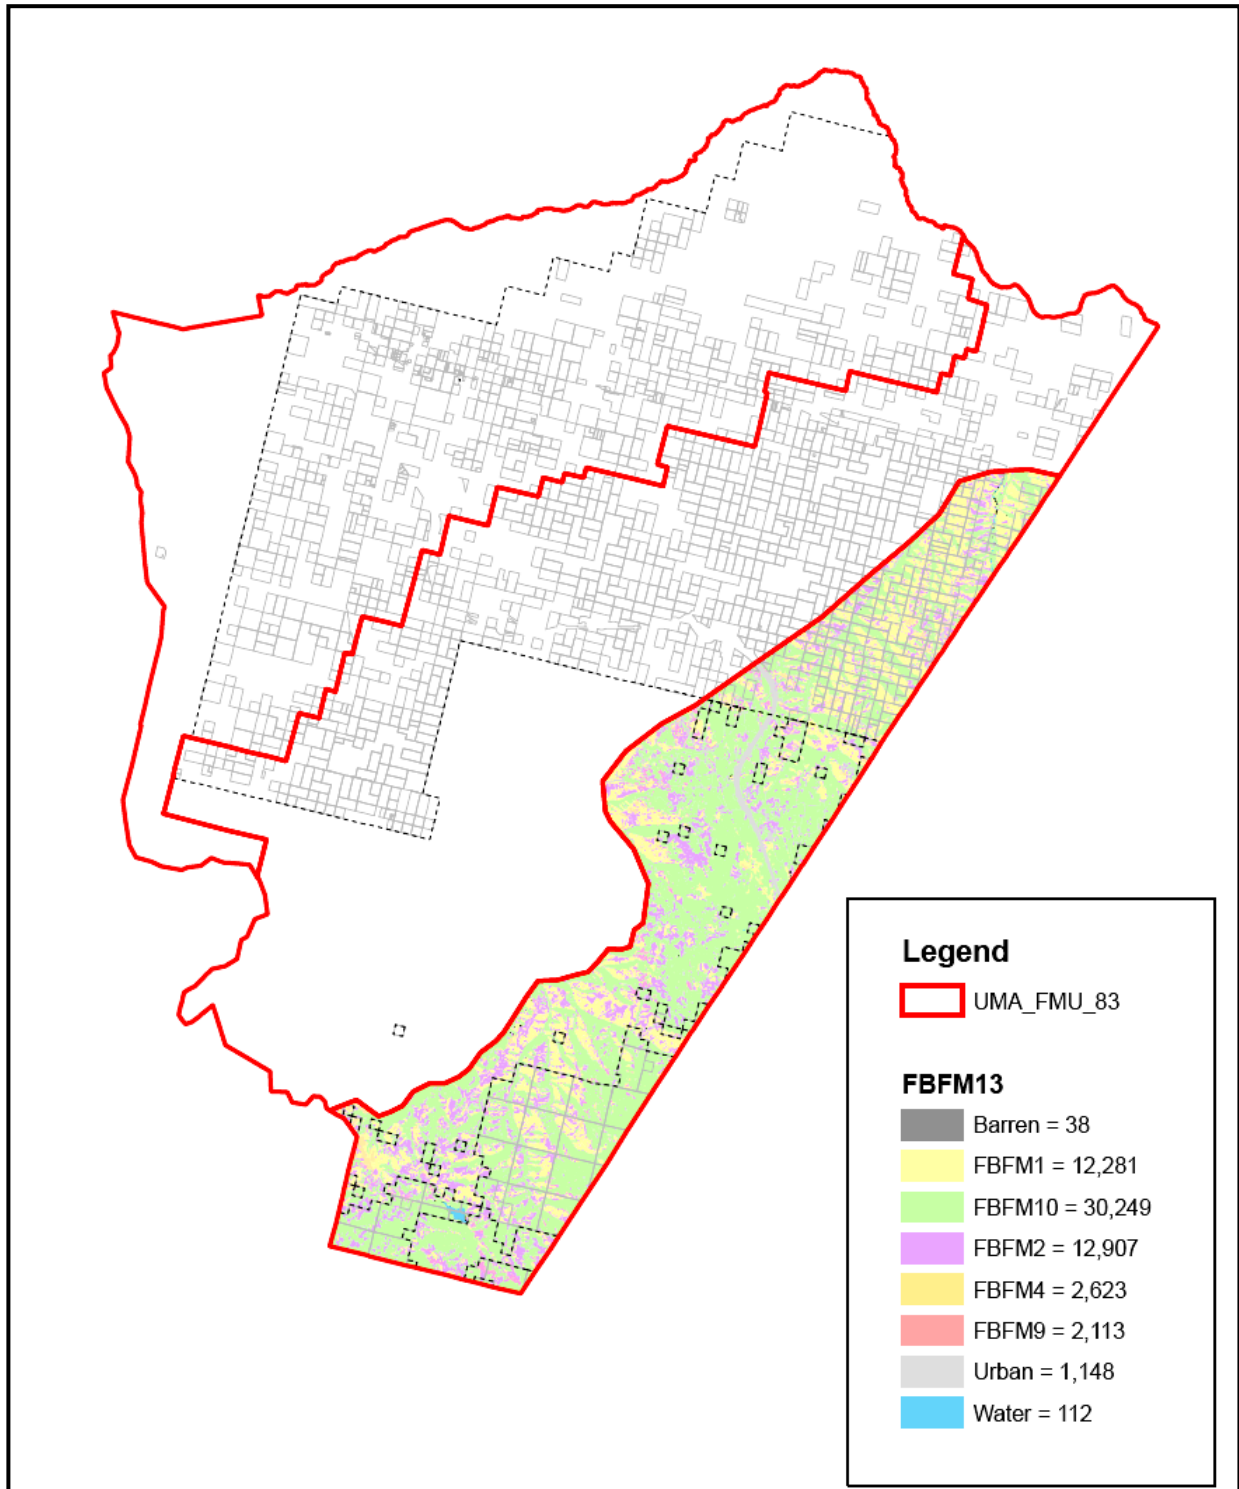 Legend
UMA_FMU_83
FBFM13
Barren = 38
FBFM1 = 12,281
FBFM10 = 30,249
FBFM2 = 12,907
FBFM4 = 2,623
FBFM9 = 2,113
Urban = 1,148
Water = 112